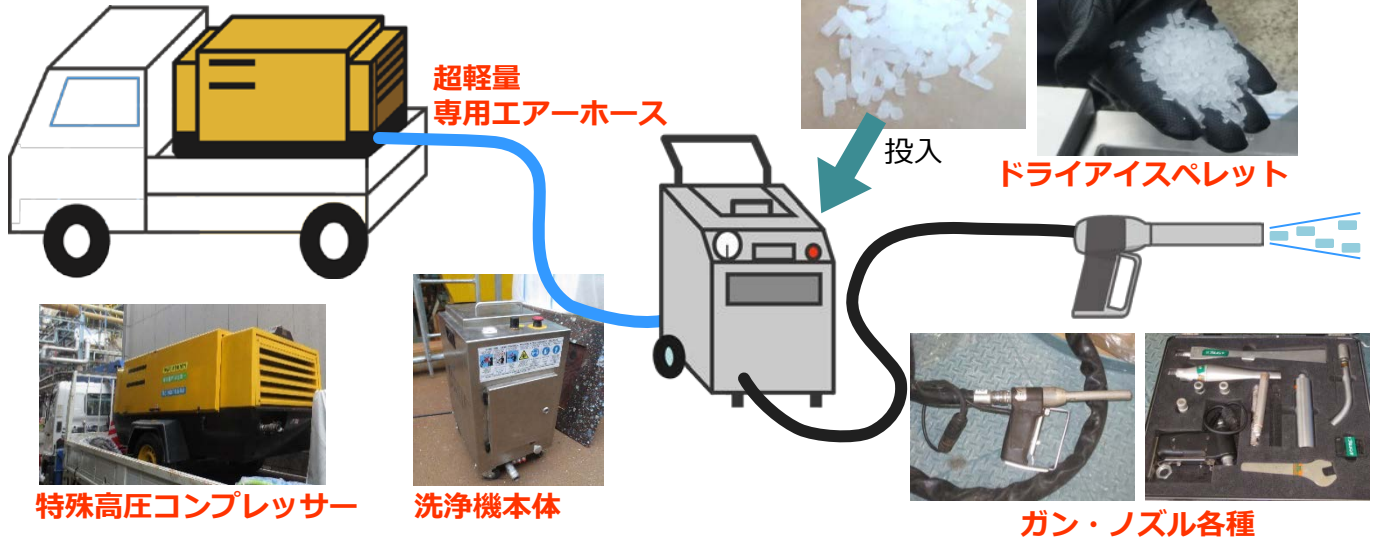 超軽量
専用エアーホース
投入
ドライアイスペレット
特殊高圧コンプレッサー
洗浄機本体
ガン・ノズル各種